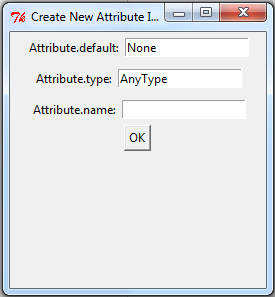 Create New Attribute I...
Attribute.default: None
Attribute.type: AnyType
Attribute.name:
OK